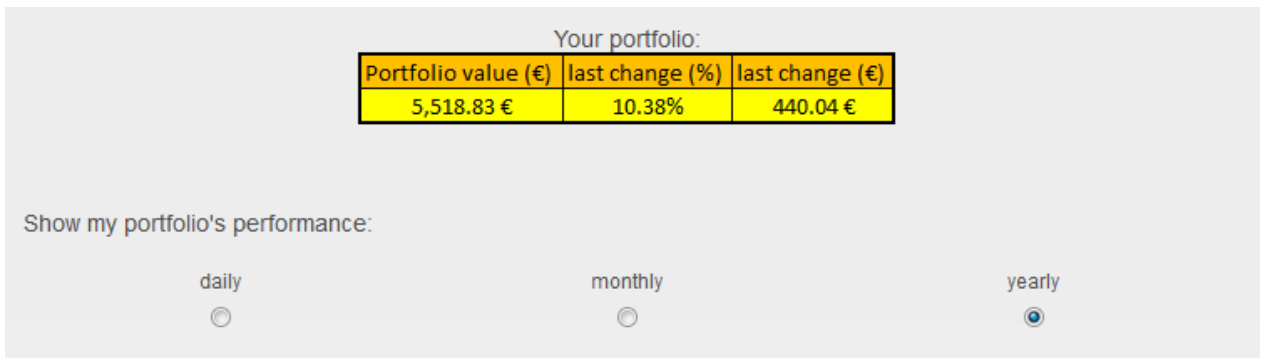 Your portfolio:
Portfolio value (€) last change (%) last change (€)
5,518.83 € 10.38% 440.04 €
Show my portfolio's performance:
daily monthly yearly